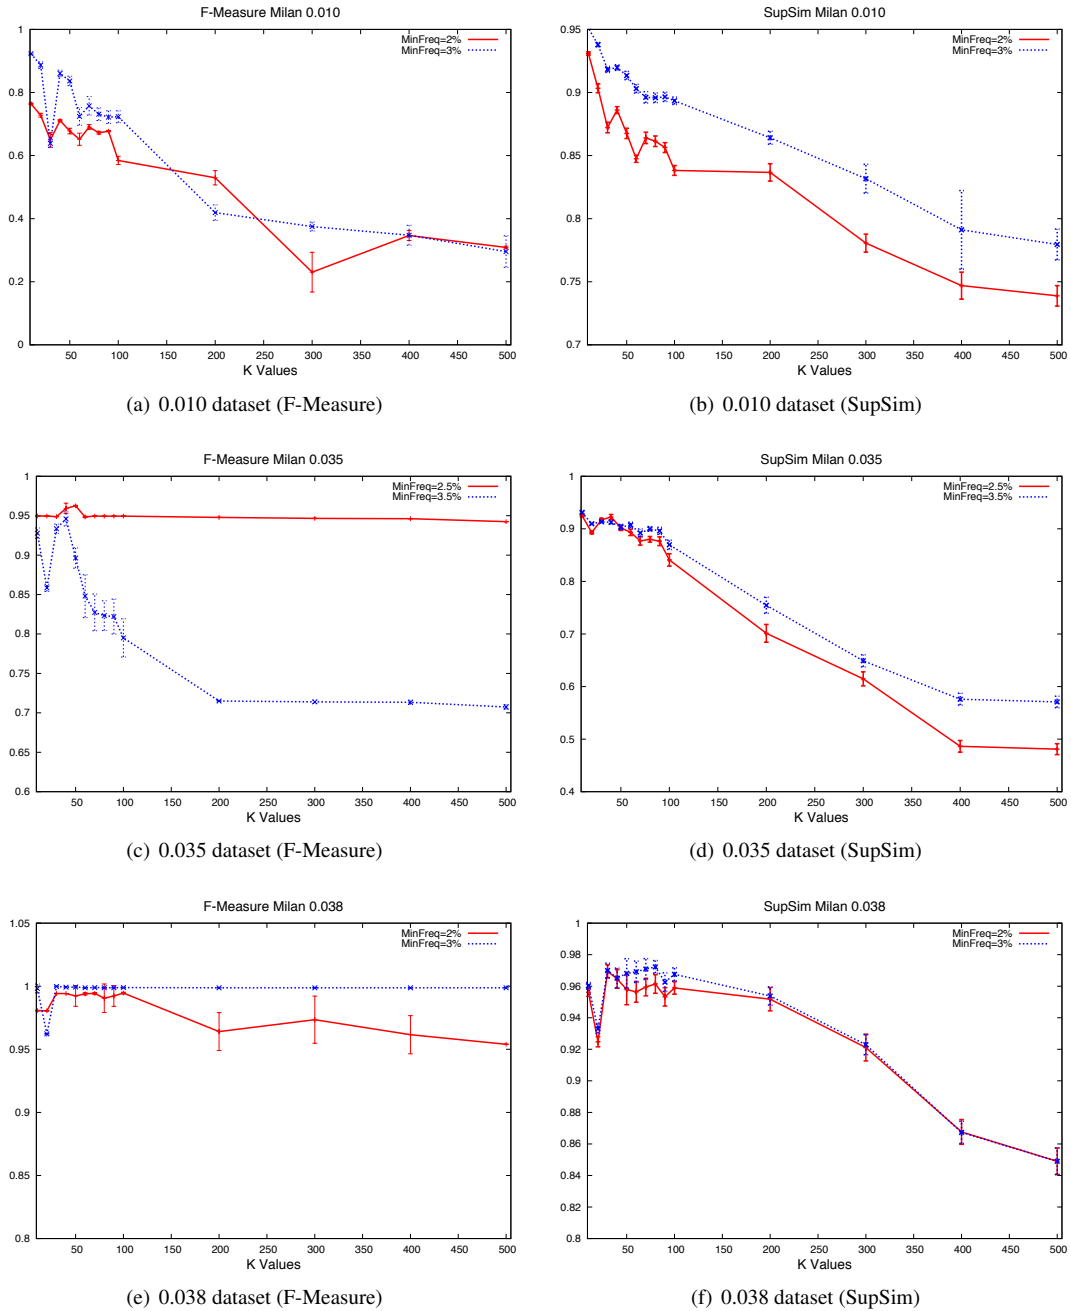 F-Measure Milan 0.010
MinFreq=2%
MinFreq=3%
1
0.8
0.6
0.4
0.2
0
50 100 150 200 250 300 350 400 450 500
K Values
(a) 0.010 dataset (F-Measure)
SupSim Milan 0.010
MinFreq=2%
MinFreq=3%
0.95
0.9
0.85
0.8
0.75
0.7
50 100 150 200 250 300 350 400 450 500
K Values
(b) 0.010 dataset (SupSim)
F-Measure Milan 0.035
MinFreq=2.5%
MinFreq=3.5%
1
0.95
0.9
0.85
0.8
0.75
0.7
0.65
0.6
50 100 150 200 250 300 350 400 450 500
K Values
(c) 0.035 dataset (F-Measure)
SupSim Milan 0.035
MinFreq=2.5%
MinFreq=3.5%
1
0.9
0.8
0.7
0.6
0.5
0.4
50 100 150 200 250 300 350 400 450 500
K Values
(d) 0.035 dataset (SupSim)
F-Measure Milan 0.038
MinFreq=2%
MinFreq=3%
1.05
1
0.95
0.9
0.85
0.8
50 100 150 200 250 300 350 400 450 500
K Values
(e) 0.038 dataset (F-Measure)
SupSim Milan 0.038
MinFreq=2%
MinFreq=3%
1
0.98
0.96
0.94
0.92
0.9
0.88
0.86
0.84
0.82
0.8
50 100 150 200 250 300 350 400 450 500
K Values
(f) 0.038 dataset (SupSim)